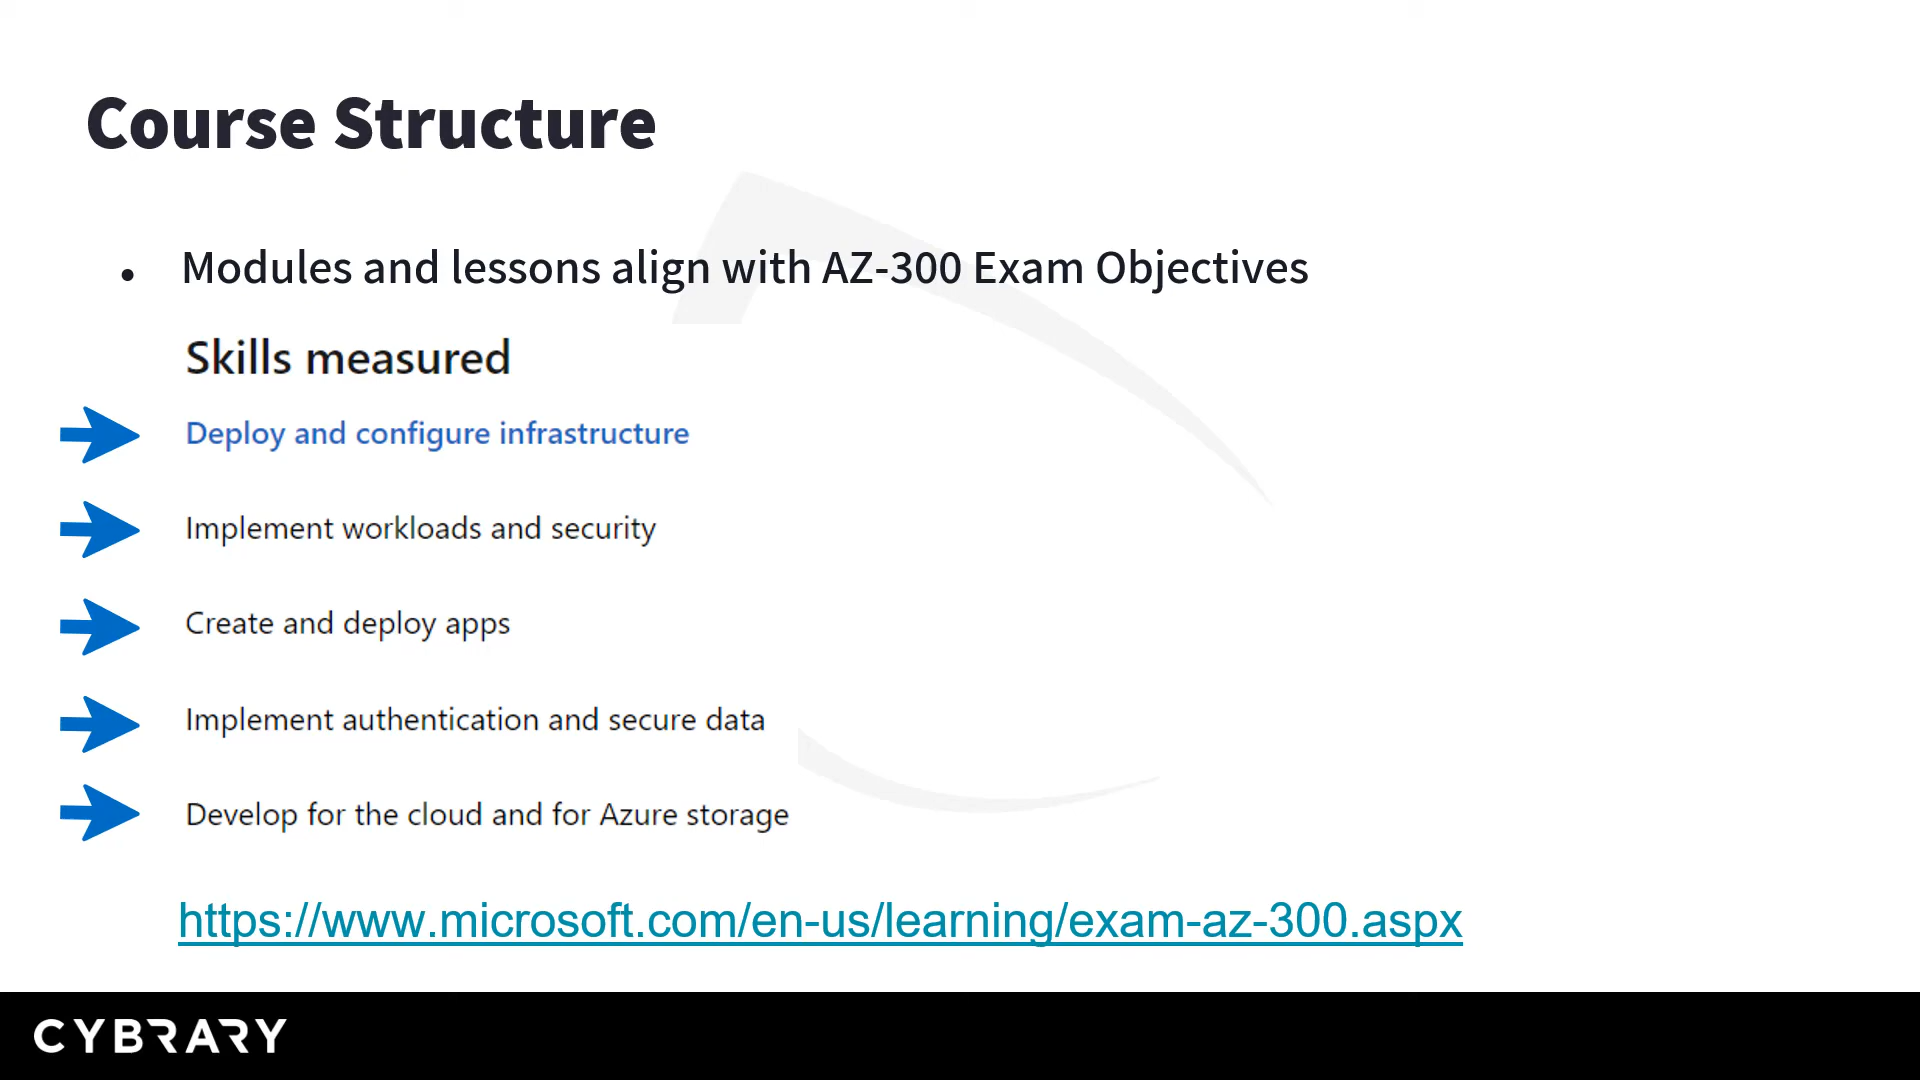 Course Structure
• Modules and lessons align with AZ-300 Exam Objectives
Skills measured
Deploy and configure infrastructure
Implement workloads and security
Create and deploy apps
Implement authentication and secure data
Develop for the cloud and for Azure storage
https://www.microsoft.com/en-us/learning/exam-az-300.aspx
CYBRARY